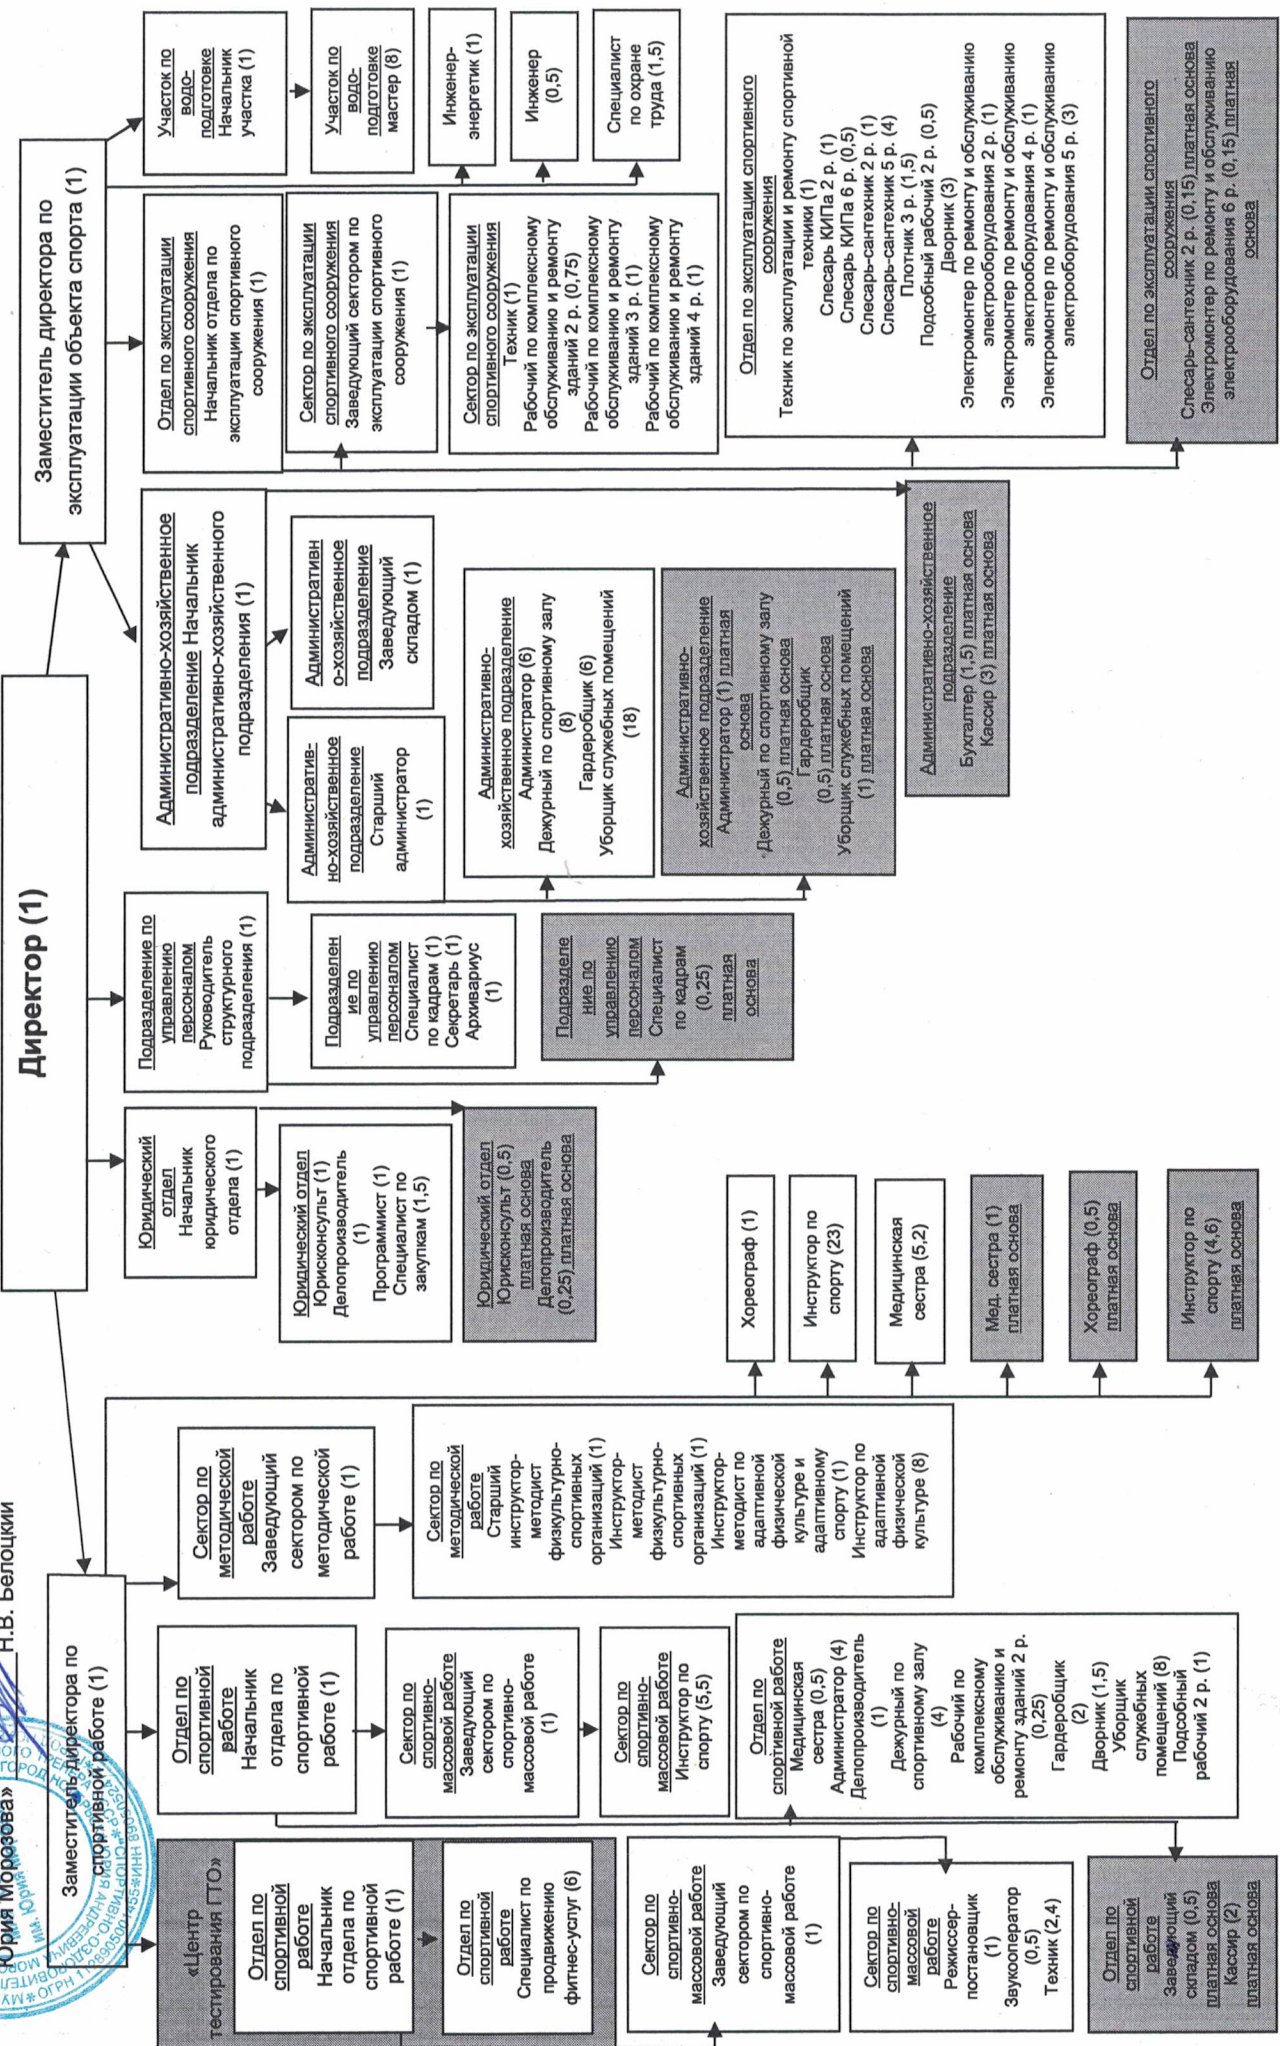 Юрия Морозова» Н.В. Белоцкий
Директор (1)
Заместитель директора по
спортивной работе (1)
«Центр
тестирования ГТО»
Отдел по
спортивной
работе
Начальник
отдела по
спортивной
работе (1)
Отдел по
спортивной
работе
Специалист по
продвижению
фитнес-услуг (6)
Сектор по
спортивно-
массовой работе
Заведующий
сектором по
спортивно-
массовой работе
(1)
Сектор по
спортивно-
массовой
работе
Режиссер-
постановщик
(1)
Звукооператор
(0,5)
Техник (2,4)
Отдел по
спортивной
работе
Заведующий
складом (0,5)
платная основа
Кассир (2)
платная основа
Отдел по
спортивной
работе
Начальник
отдела по
спортивной
работе (1)
Сектор по
спортивно-
массовой работе
Заведующий
сектором по
спортивно-
массовой работе
(1)
Сектор по
спортивно-
массовой работе
Инструктор по
спорту (5,5)
Отдел по
спортивной работе
Медицинская
сестра (0,5)
Администратор (4)
Делопроизводитель
(1)
Дежурный по
спортивному залу
(4)
Рабочий по
комплексному
обслуживанию и
ремонту зданий 2 р.
(0,25)
Гардеробщик
(2)
Дворник (1,5)
Уборщик
служебных
помещений (8)
Подсобный
рабочий 2 р. (1)
Сектор по
методической
работе
Заведующий
сектором по
методической
работе (1)
Сектор по
методической
работе
Старший
инструктор-
методист
физкультурно-
спортивных
организаций (1)
Инструктор-
методист
физкультурно-
спортивных
организаций (1)
Инструктор-
методист по
адаптивной
физической
культуре и
адаптивному
спорту (1)
Инструктор по
адаптивной
физической
культуре (8)
Хореограф (1)
Инструктор по
спорту (23)
Медицинская
сестра (5,2)
Мед. сестра (1)
платная основа
Хореограф (0,5)
платная основа
Инструктор по
спорту (4,6)
платная основа
Юридический
отдел
Начальник
юридического
отдела (1)
Юридический отдел
Юрисконсульт (1)
Делопроизводитель
(1)
Программист (1)
Специалист по
закупкам (1,5)
Юридический отдел
Юрисконсульт (0,5)
платная основа
Делопроизводитель
(0,25) платная основа
Подразделение по
управлению
персоналом
Руководитель
структурного
подразделения (1)
Подразделен
ие по
управлению
персоналом
Специалист
по кадрам (1)
Секретарь (1)
Архивариус
(1)
Подразделе
ние по
управлению
персоналом
Специалист
по кадрам
(0,25)
платная
основа
Заместитель директора по
эксплуатации объекта спорта (1)
Административно-хозяйственное
подразделение Начальник
административно-хозяйственного
подразделения (1)
Административ-
но-хозяйственное
подразделение
Старший
администратор
(1)
Административн
о-хозяйственное
подразделение
Заведующий
складом (1)
Административно-
хозяйственное подразделение
Администратор (6)
Дежурный по спортивному залу
(8)
Гардеробщик (6)
Уборщик служебных помещений
(18)
Административно-
хозяйственное подразделение
Администратор (1) платная
основа
Дежурный по спортивному залу
(0,5) платная основа
Гардеробщик
(0,5) платная основа
Уборщик служебных помещений
(1) платная основа
Административно-хозяйственное
подразделение
Бухгалтер (1,5) платная основа
Кассир (3) платная основа
Отдел по эксплуатации
спортивного сооружения
Начальник отдела по
эксплуатации спортивного
сооружения (1)
Сектор по эксплуатации
спортивного сооружения
Заведующий сектором по
эксплуатации спортивного
сооружения (1)
Сектор по эксплуатации
спортивного сооружения
Техник (1)
Рабочий по комплексному
обслуживанию и ремонту
зданий 2 р. (0,75)
Рабочий по комплексному
обслуживанию и ремонту
зданий 3 р. (1)
Рабочий по комплексному
обслуживанию и ремонту
зданий 4 р. (1)
Отдел по эксплуатации спортивного
сооружения
Техник по эксплуатации и ремонту спортивной
техники (1)
Слесарь КИПа 2 р. (1)
Слесарь КИПа 6 р. (0,5)
Слесарь-сантехник 2 р. (1)
Слесарь-сантехник 5 р. (4)
Плотник 3 р. (1,5)
Подсобный рабочий 2 р. (0,5)
Дворник (3)
Электромонтер по ремонту и обслуживанию
электрооборудования 2 р. (1)
Электромонтер по ремонту и обслуживанию
электрооборудования 4 р. (1)
Электромонтер по ремонту и обслуживанию
электрооборудования 5 р. (3)
Отдел по эксплуатации спортивного
сооружения
Слесарь-сантехник 2 р. (0,15) платная основа
Электромонтер по ремонту и обслуживанию
электрооборудования 6 р. (0,15) платная
основа
Участок по
водо-
подготовке
Начальник
участка (1)
Участок по
водо-
подготовке
мастер (8)
Инженер-
энергетик (1)
Инженер
(0,5)
Специалист
по охране
труда (1,5)